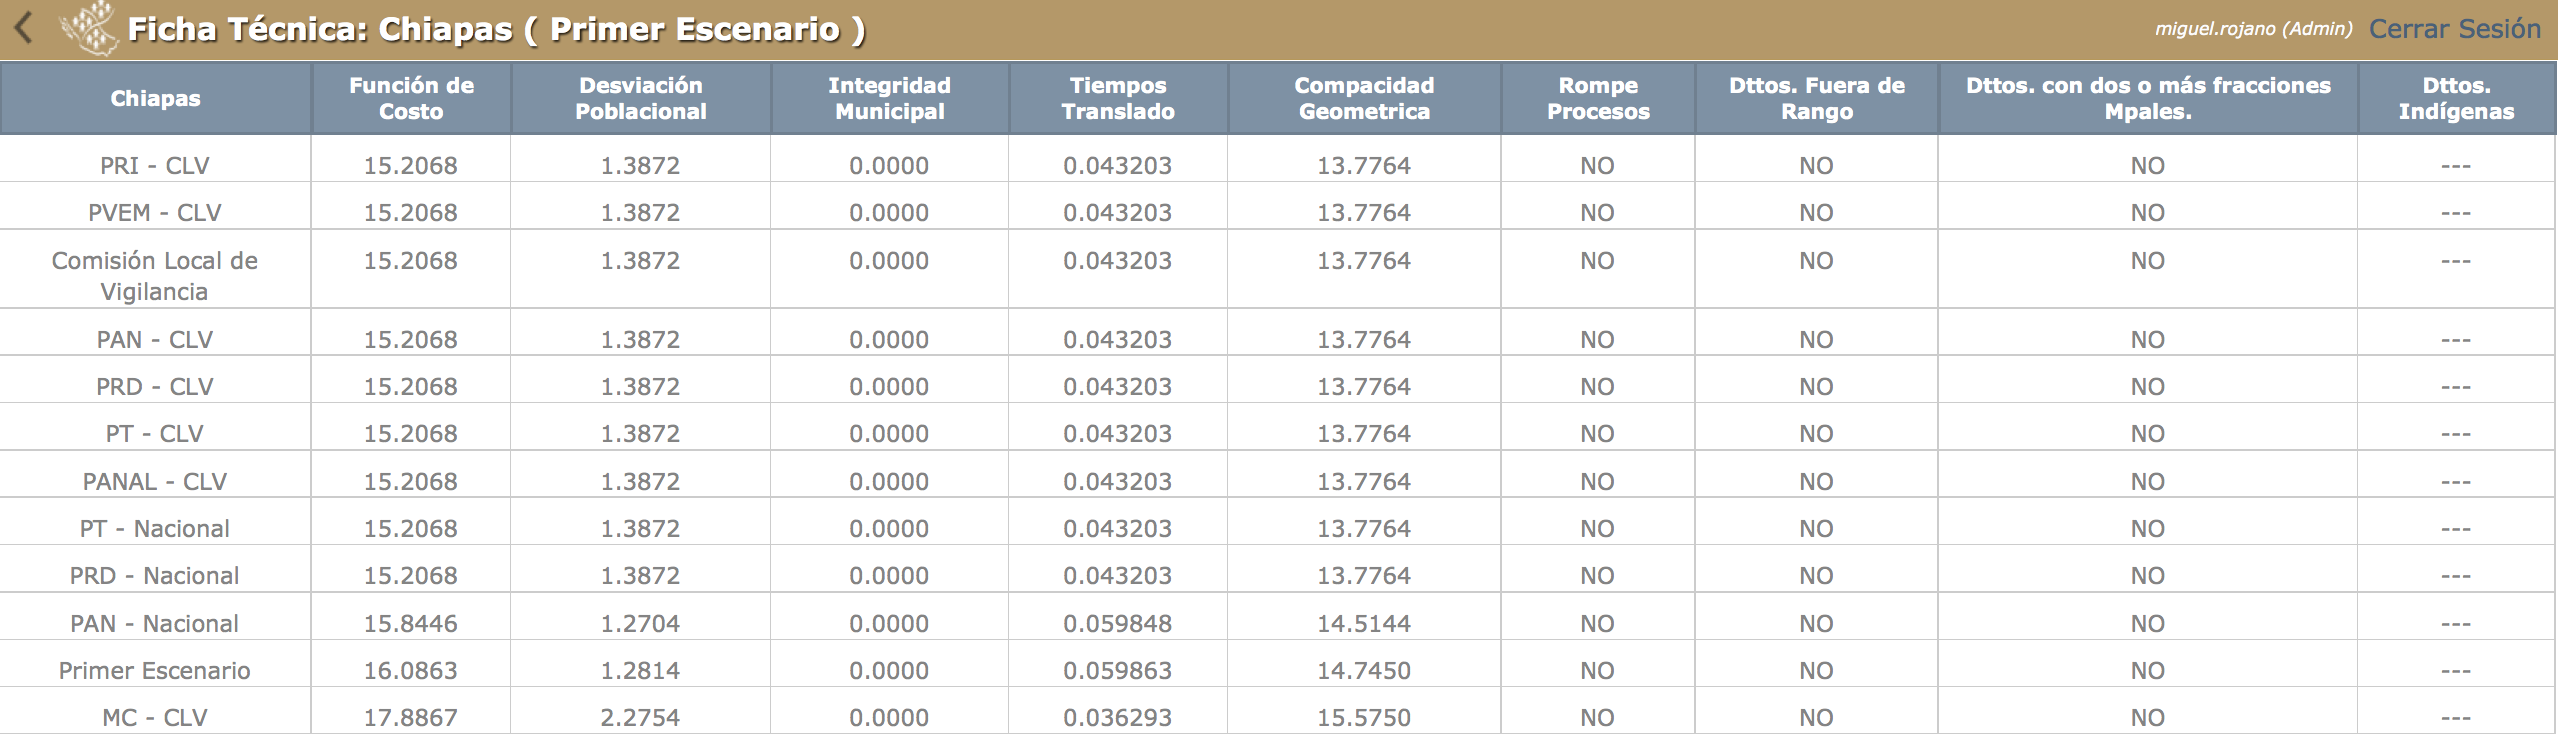 Ficha Técnica: Chiapas ( Primer Escenario ) miguel.rojano (Admin) Cerrar Sesión
Chiapas Función de Costo Desviación Poblacional Integridad Municipal Tiempos Translado Compacidad Geometrica Rompe Procesos Dttos. Fuera de Rango Dttos. con dos o más fracciones Mpales. Dttos. Indígenas
PRI - CLV 15.2068 1.3872 0.0000 0.043203 13.7764 NO NO NO ---
PVEM - CLV 15.2068 1.3872 0.0000 0.043203 13.7764 NO NO NO ---
Comisión Local de Vigilancia 15.2068 1.3872 0.0000 0.043203 13.7764 NO NO NO ---
PAN - CLV 15.2068 1.3872 0.0000 0.043203 13.7764 NO NO NO ---
PRD - CLV 15.2068 1.3872 0.0000 0.043203 13.7764 NO NO NO ---
PT - CLV 15.2068 1.3872 0.0000 0.043203 13.7764 NO NO NO ---
PANAL - CLV 15.2068 1.3872 0.0000 0.043203 13.7764 NO NO NO ---
PT - Nacional 15.2068 1.3872 0.0000 0.043203 13.7764 NO NO NO ---
PRD - Nacional 15.2068 1.3872 0.0000 0.043203 13.7764 NO NO NO ---
PAN - Nacional 15.8446 1.2704 0.0000 0.059848 14.5144 NO NO NO ---
Primer Escenario 16.0863 1.2814 0.0000 0.059863 14.7450 NO NO NO ---
MC - CLV 17.8867 2.2754 0.0000 0.036293 15.5750 NO NO NO ---